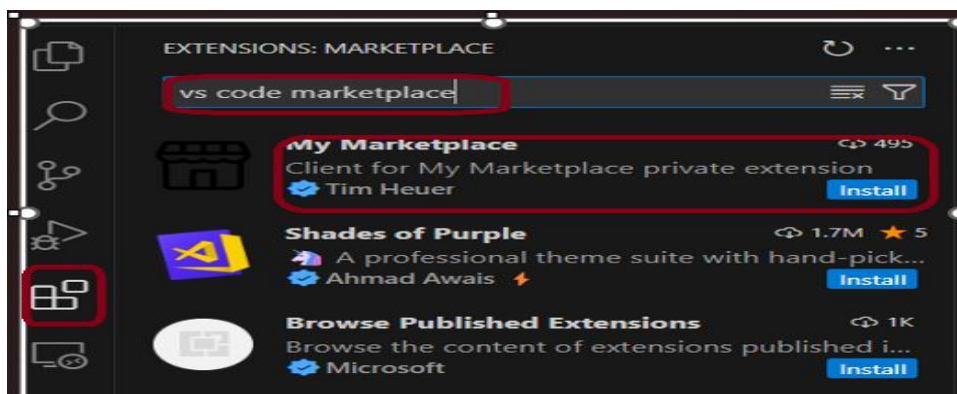 EXTENSIONS: MARKETPLACE
vs code marketplace
My Marketplace 495
Client for My Marketplace private extension
Tim Heuer Install
Shades of Purple 1.7M 5
A professional theme suite with hand-pick...
Ahmad Awais Install
Browse Published Extensions 1K
Browse the content of extensions published i...
Microsoft Install